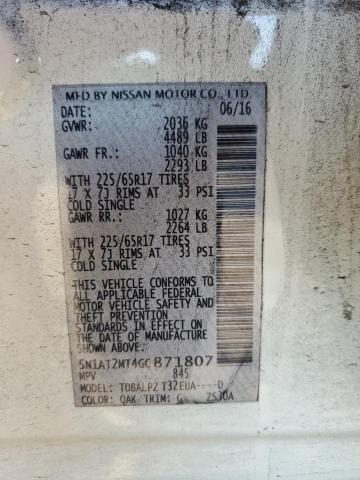 MFD BY NISSAN MOTOR CO., LTD.
DATE: 06/16
GVWR: 2036 KG
4489 LB
GAWR FR.: 1040 KG
2293 LB
WITH 225/65R17 TIRES
17 X 7J RIMS AT 33 PSI
COLD SINGLE
GAWR RR.: 1027 KG
2264 LB
WITH 225/65R17 TIRES
17 X 7J RIMS AT 33 PSI
COLD SINGLE
THIS VEHICLE CONFORMS TO
ALL APPLICABLE FEDERAL
MOTOR VEHICLE SAFETY AND
THEFT PREVENTION
STANDARDS IN EFFECT ON
THE DATE OF MANUFACTURE
SHOWN ABOVE.
5N1AT2MT4GC871807
MPV 845
MODEL: TDBALPZ T32EUA----D
COLOR: QAK TRIM: G